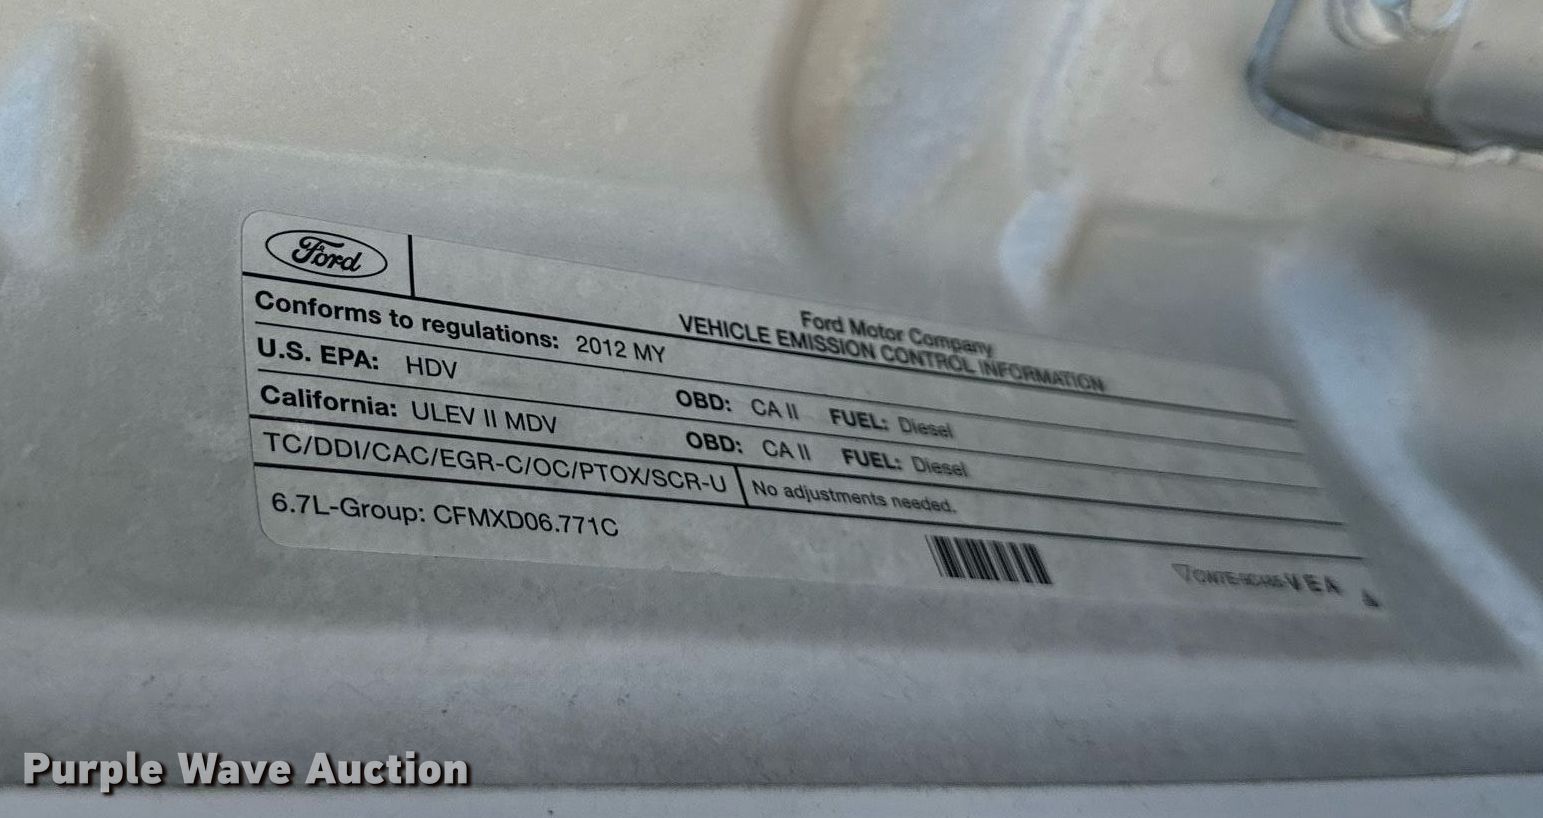 Ford
Ford Motor Company
VEHICLE EMISSION CONTROL INFORMATION
Conforms to regulations: 2012 MY
U.S. EPA: HDV OBD: CA II FUEL: Diesel
California: ULEV II MDV OBD: CA II FUEL: Diesel
TC/DDI/CAC/EGR-C/OC/PTOX/SCR-U No adjustments needed.
6.7L-Group: CFMXD06.771C
VEA
Purple Wave Auction